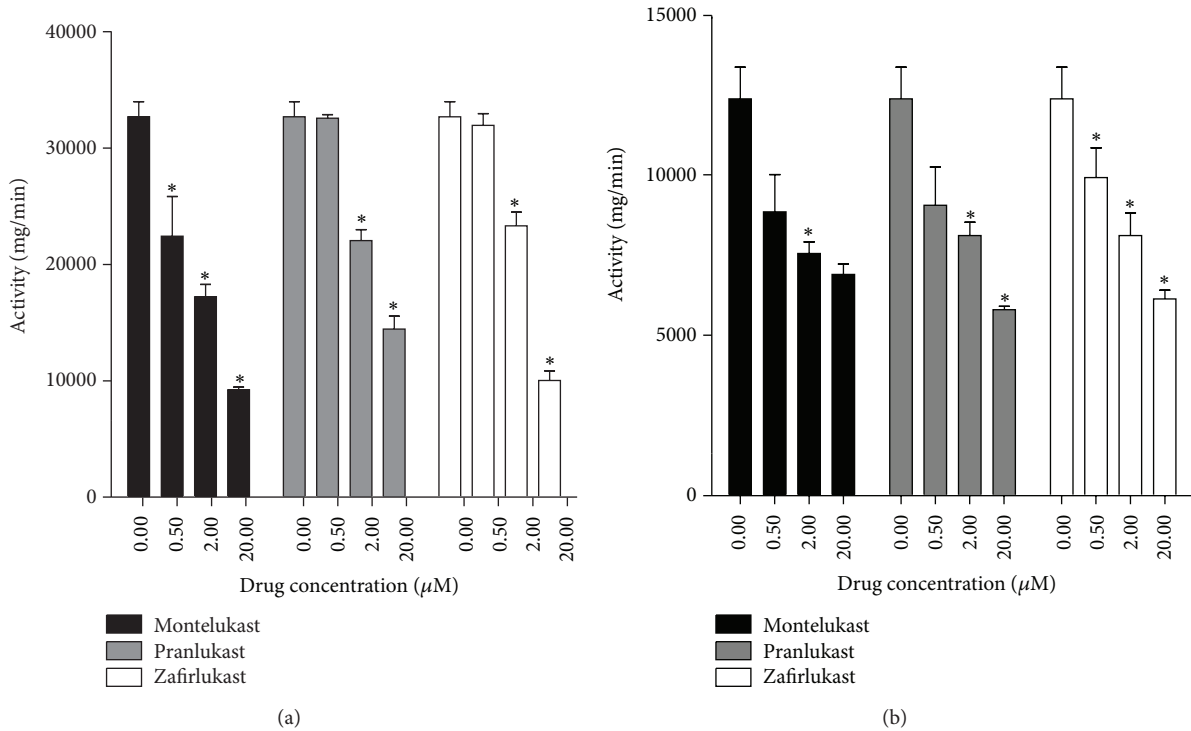 40000
30000
20000
10000
0
Activity (mg/min)
* * *
* *
* *
0.00 0.50 2.00 20.00 0.00 0.50 2.00 20.00 0.00 0.50 2.00 20.00
Drug concentration (μM)
Montelukast
Pranlukast
Zafirlukast
(a)
15000
10000
5000
0
Activity (mg/min)
*
* *
* * *
0.00 0.50 2.00 20.00 0.00 0.50 2.00 20.00 0.00 0.50 2.00 20.00
Drug concentration (μM)
Montelukast
Pranlukast
Zafirlukast
(b)